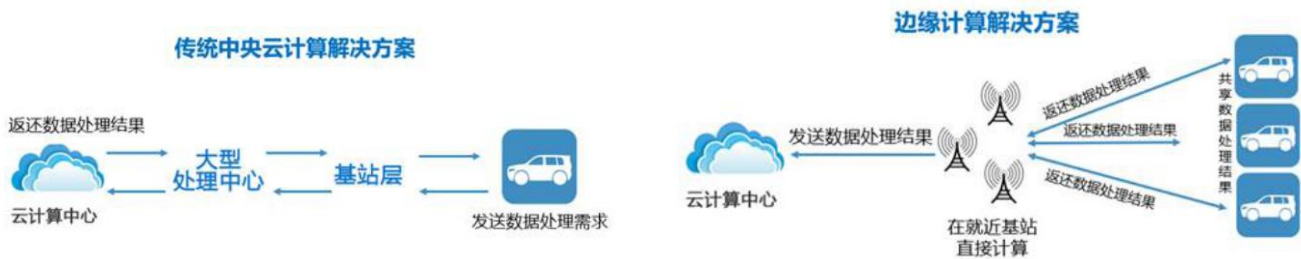 传统中央云计算解决方案
返还数据处理结果
大型
处理中心
基站层
云计算中心
发送数据处理需求
边缘计算解决方案
返还数据处理结果
发送数据处理结果
返还数据处理结果
返还数据处理结果
共享数据处理结果
云计算中心
在就近基站
直接计算